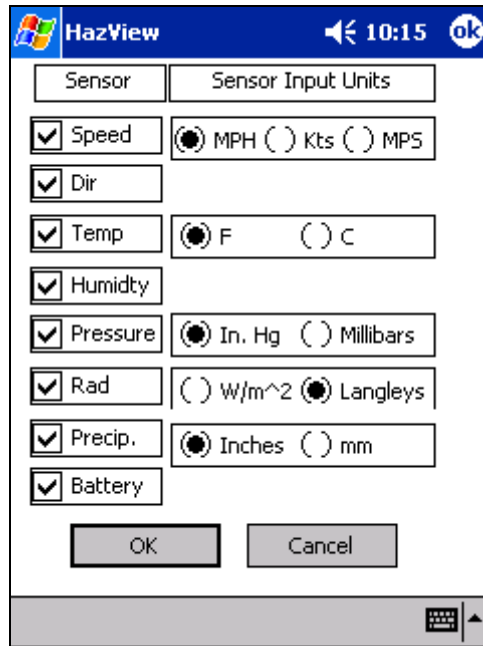 HazView 10:15 ok
Sensor Sensor Input Units
Speed MPH Kts MPS
Dir
Temp F C
Humidty
Pressure In. Hg Millibars
Rad W/m^2 Langleys
Precip. Inches mm
Battery
OK Cancel